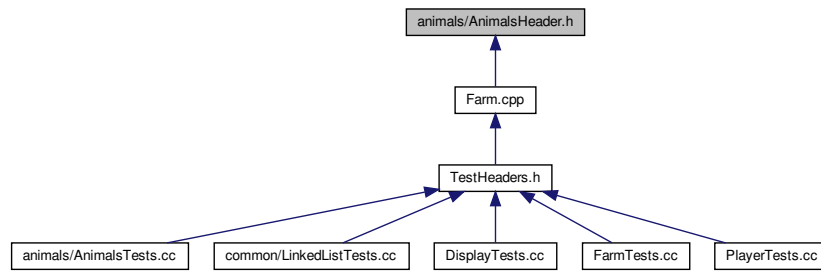 animals/AnimalsHeader.h
Farm.cpp
TestHeaders.h
animals/AnimalsTests.cc
common/LinkedListTests.cc
DisplayTests.cc
FarmTests.cc
PlayerTests.cc